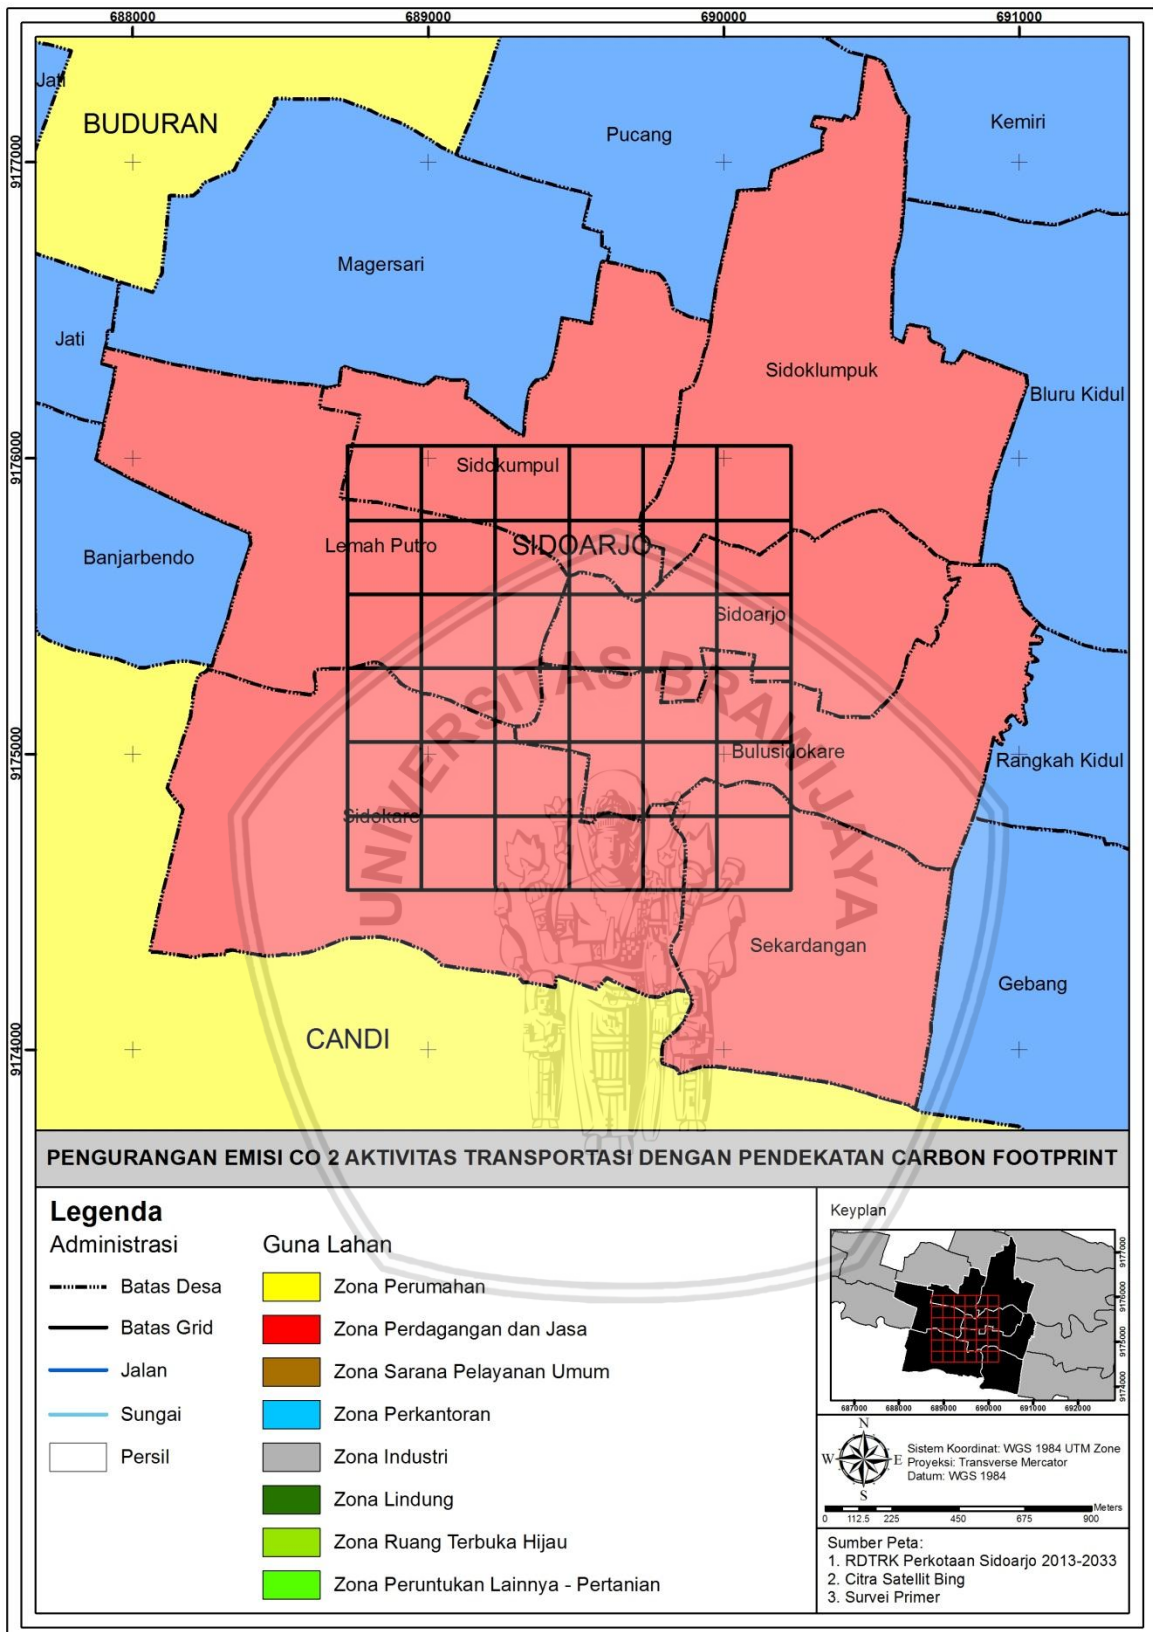 688000
689000
690000
691000
9177000
9176000
9175000
9174000
Jati
BUDURAN
Pucang
Kemiri
Magersari
Jati
Sidoklumpuk
Bluru Kidul
Sidokumpul
Lemah Putro
SIDOARJO
Banjarbendo
Sidoarjo
Bulusidokare
Rangkah Kidul
Sidokare
Sekardangan
Gebang
CANDI
UNIVERSITAS BRAWIJAYA
PENGURANGAN EMISI CO 2 AKTIVITAS TRANSPORTASI DENGAN PENDEKATAN CARBON FOOTPRINT
Legenda
Administrasi
Batas Desa
Batas Grid
Jalan
Sungai
Persil
Guna Lahan
Zona Perumahan
Zona Perdagangan dan Jasa
Zona Sarana Pelayanan Umum
Zona Perkantoran
Zona Industri
Zona Lindung
Zona Ruang Terbuka Hijau
Zona Peruntukan Lainnya - Pertanian
Keyplan
9177000
9176000
9175000
9174000
687000
688000
689000
690000
691000
692000
N
W
E
S
Sistem Koordinat: WGS 1984 UTM Zone
Proyeksi: Transverse Mercator
Datum: WGS 1984
Meters
0 112.5 225 450 675 900
Sumber Peta:
1. RDTRK Perkotaan Sidoarjo 2013-2033
2. Citra Satellit Bing
3. Survei Primer